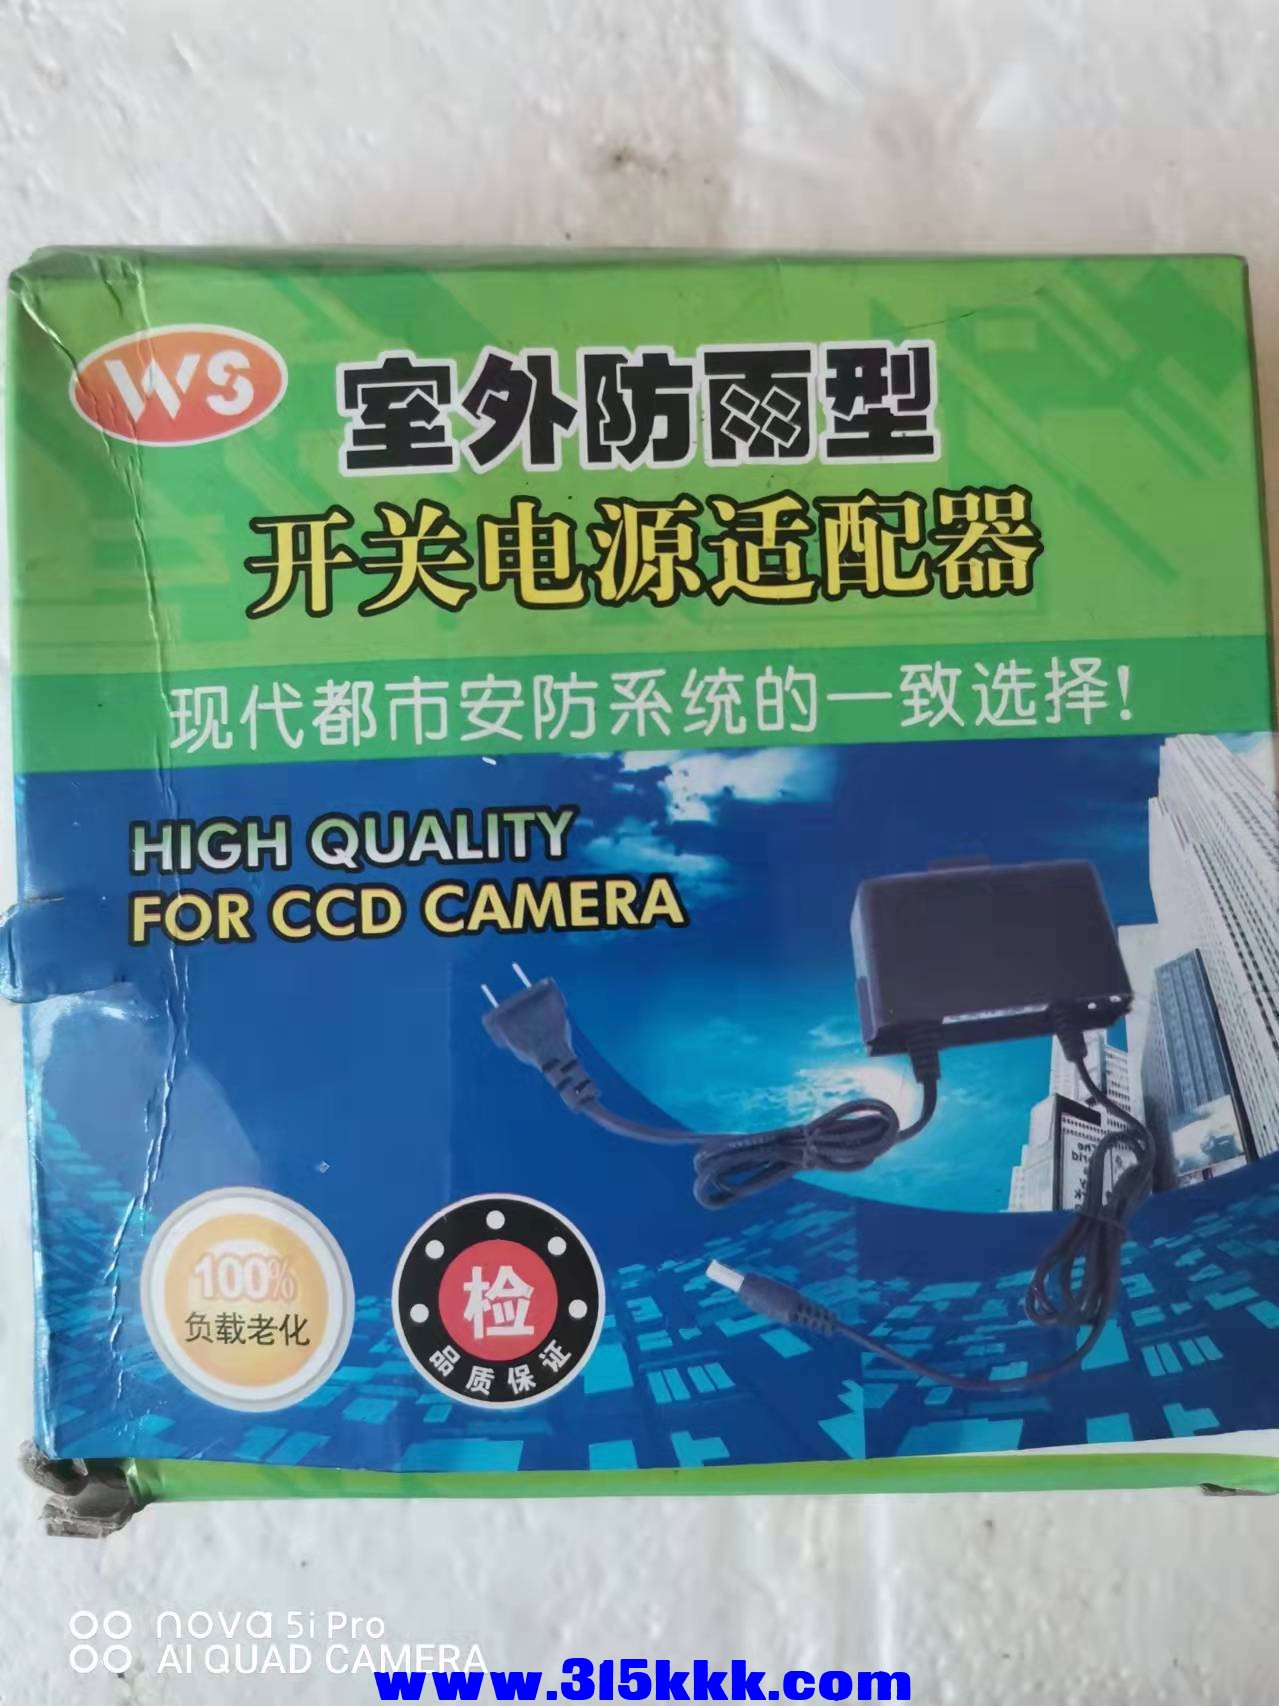 WS
室外防雨型
开关电源适配器
现代都市安防系统的一致选择!
HIGH QUALITY
FOR CCD CAMERA
100%
负载老化
检
品质保证
nova 5i Pro
AI QUAD CAMERA
www.315kkk.com